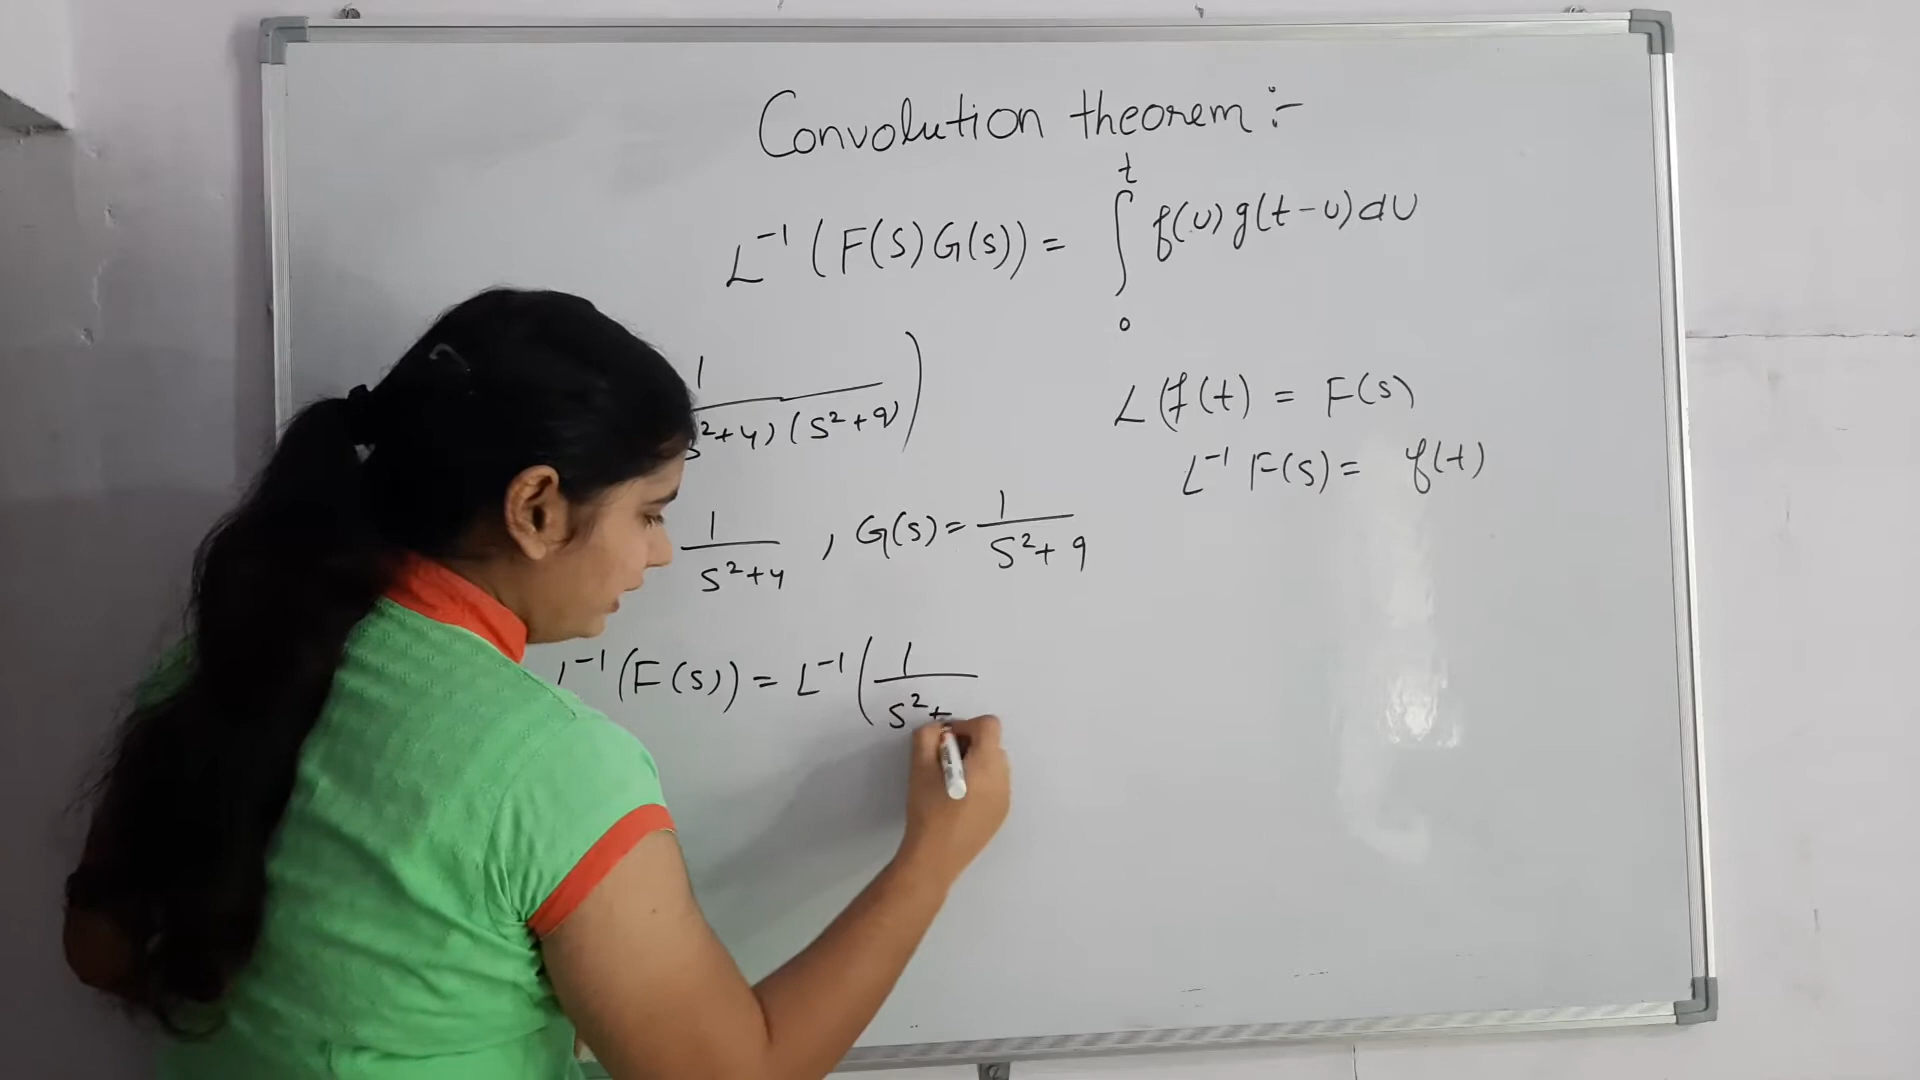 Convolution theorem :-
L⁻¹ (F(S) G(s)) = ∫₀ᵗ f(u) g(t-u) du
1 / (s²+4) (s²+9) )
L (f(t) = F(s)
L⁻¹ F(s) = f(t)
1 / s²+4 , G(s) = 1 / s²+9
L⁻¹ (F(s)) = L⁻¹ ( 1 / s²+